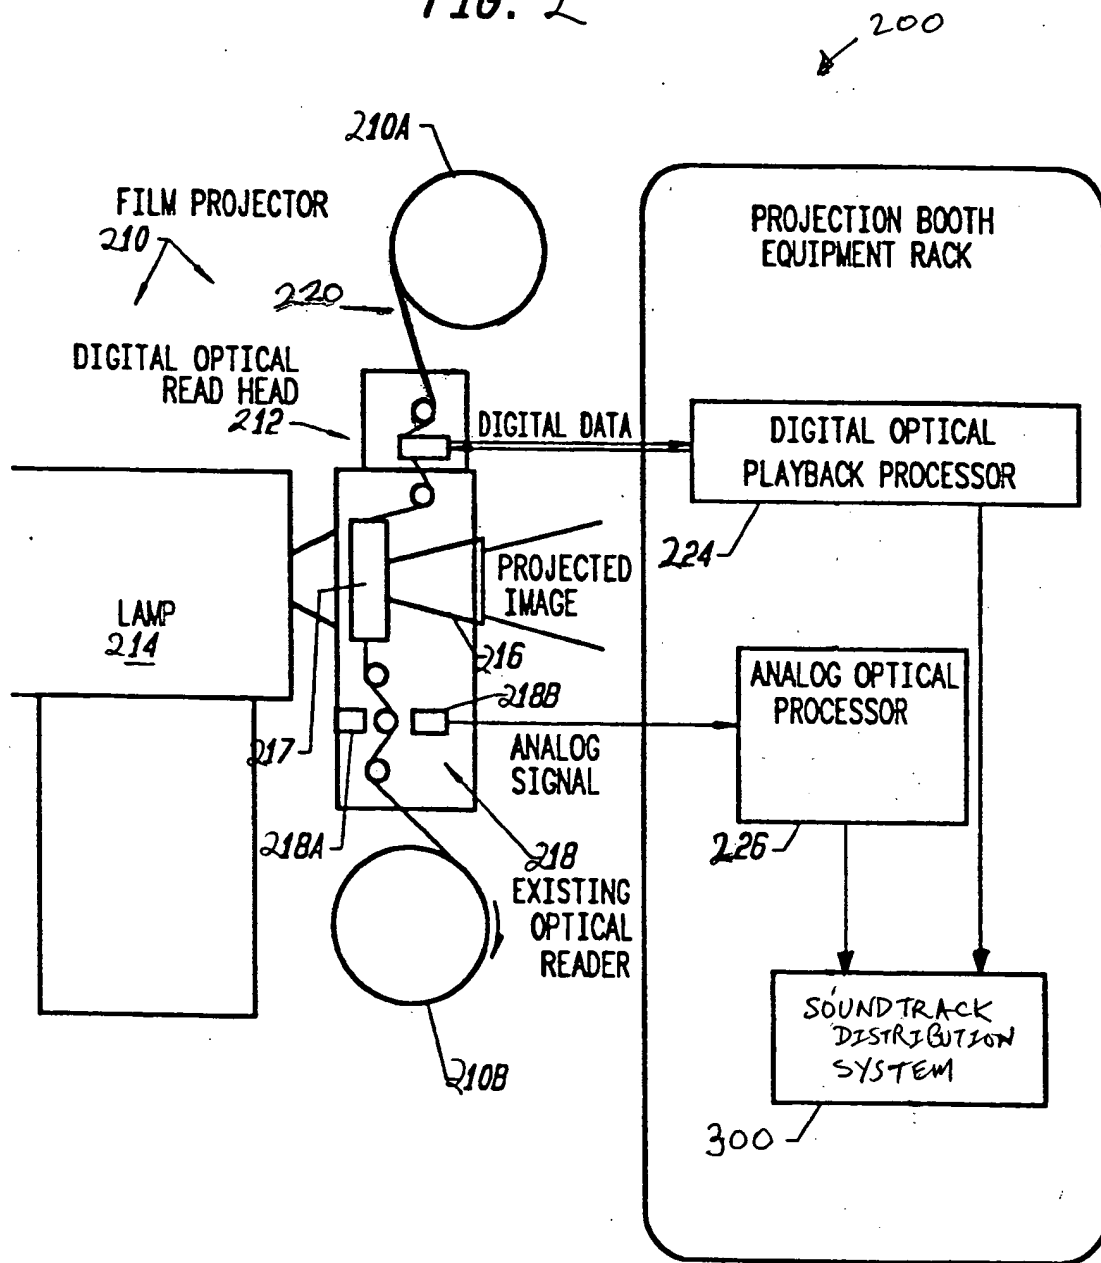 FIG. 2
200
210A
FILM PROJECTOR
210
220
PROJECTION BOOTH
EQUIPMENT RACK
DIGITAL OPTICAL
READ HEAD
212
DIGITAL DATA
DIGITAL OPTICAL
PLAYBACK PROCESSOR
224
LAMP
214
PROJECTED
IMAGE
216
217
218B
ANALOG
SIGNAL
ANALOG OPTICAL
PROCESSOR
226
218A
218
EXISTING
OPTICAL
READER
210B
SOUNDTRACK
DISTRIBUTION
SYSTEM
300